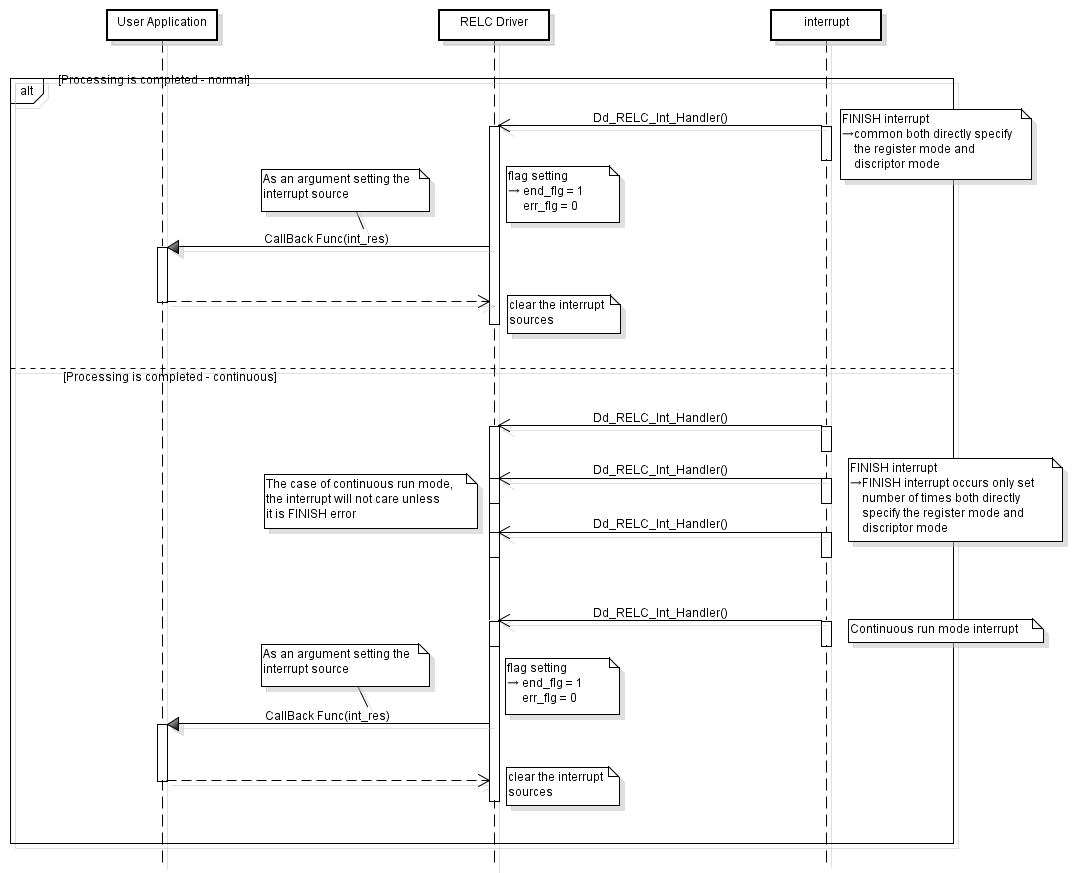 User Application
RELC Driver
interrupt
alt
[Processing is completed - normal]
Dd_RELC_Int_Handler()
FINISH interrupt
→common both directly specify
the register mode and
discriptor mode
As an argument setting the
interrupt source
flag setting
→ end_flg = 1
err_flg = 0
CallBack Func(int_res)
clear the interrupt
sources
[Processing is completed - continuous]
Dd_RELC_Int_Handler()
Dd_RELC_Int_Handler()
The case of continuous run mode,
the interrupt will not care unless
it is FINISH error
FINISH interrupt
→FINISH interrupt occurs only set
number of times both directly
specify the register mode and
discriptor mode
Dd_RELC_Int_Handler()
Dd_RELC_Int_Handler()
Continuous run mode interrupt
As an argument setting the
interrupt source
flag setting
→ end_flg = 1
err_flg = 0
CallBack Func(int_res)
clear the interrupt
sources